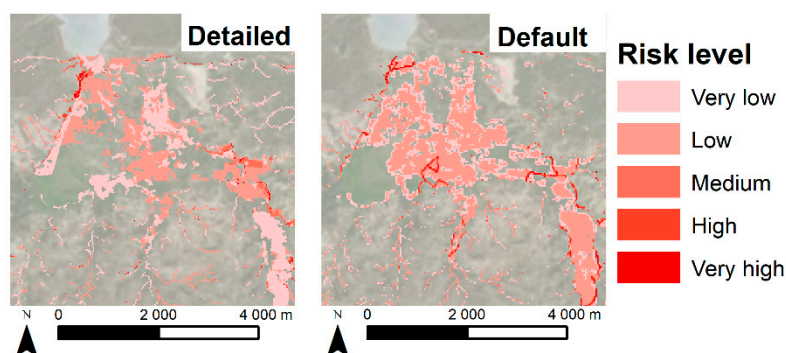 Detailed
Default
Risk level
Very low
Low
Medium
High
Very high
N
0
2 000
4 000 m
N
0
2 000
4 000 m